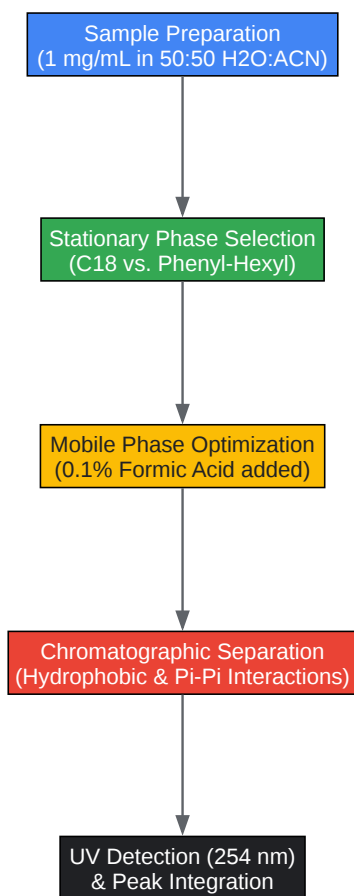 Sample Preparation
(1 mg/mL in 50:50 H2O:ACN)
Stationary Phase Selection
(C18 vs. Phenyl-Hexyl)
Mobile Phase Optimization
(0.1% Formic Acid added)
Chromatographic Separation
(Hydrophobic & Pi-Pi Interactions)
UV Detection (254 nm)
& Peak Integration